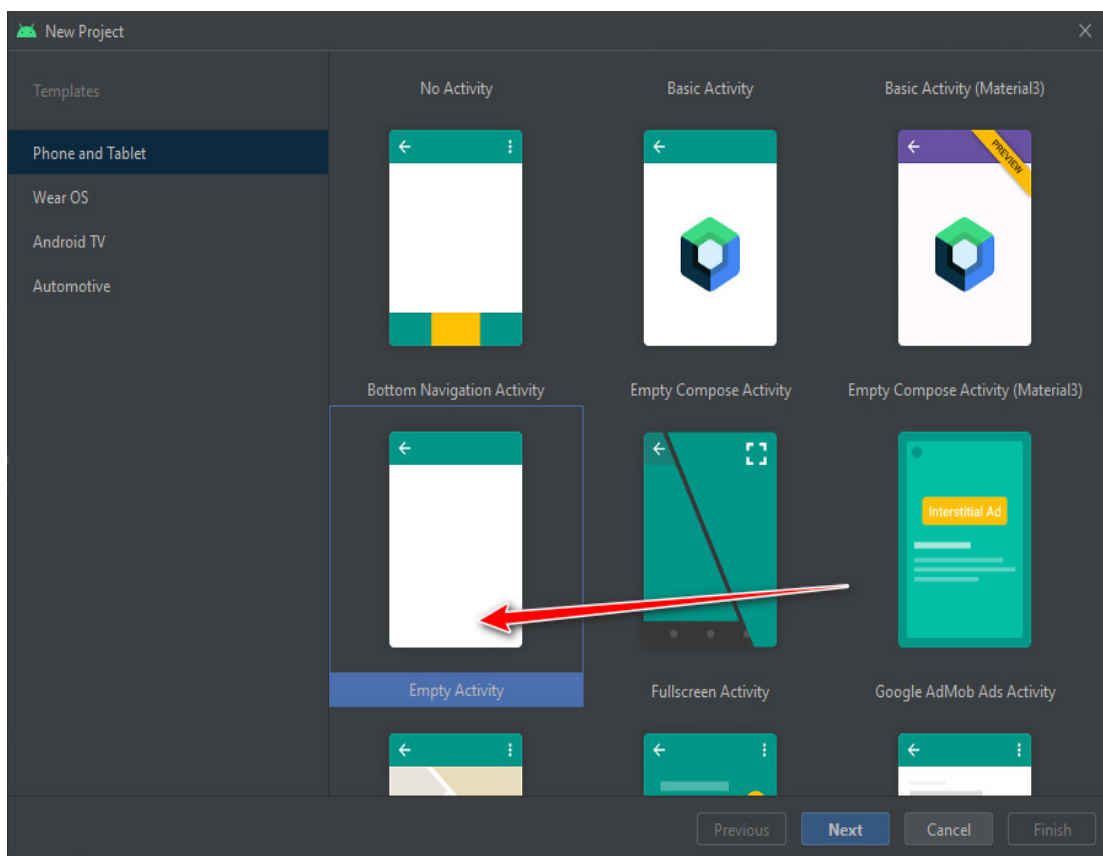 New Project
Templates
Phone and Tablet
Wear OS
Android TV
Automotive
No Activity
Basic Activity
Basic Activity (Material3)
PREVIEW
Bottom Navigation Activity
Empty Compose Activity
Empty Compose Activity (Material3)
Interstitial Ad
Empty Activity
Fullscreen Activity
Google AdMob Ads Activity
Previous
Next
Cancel
Finish